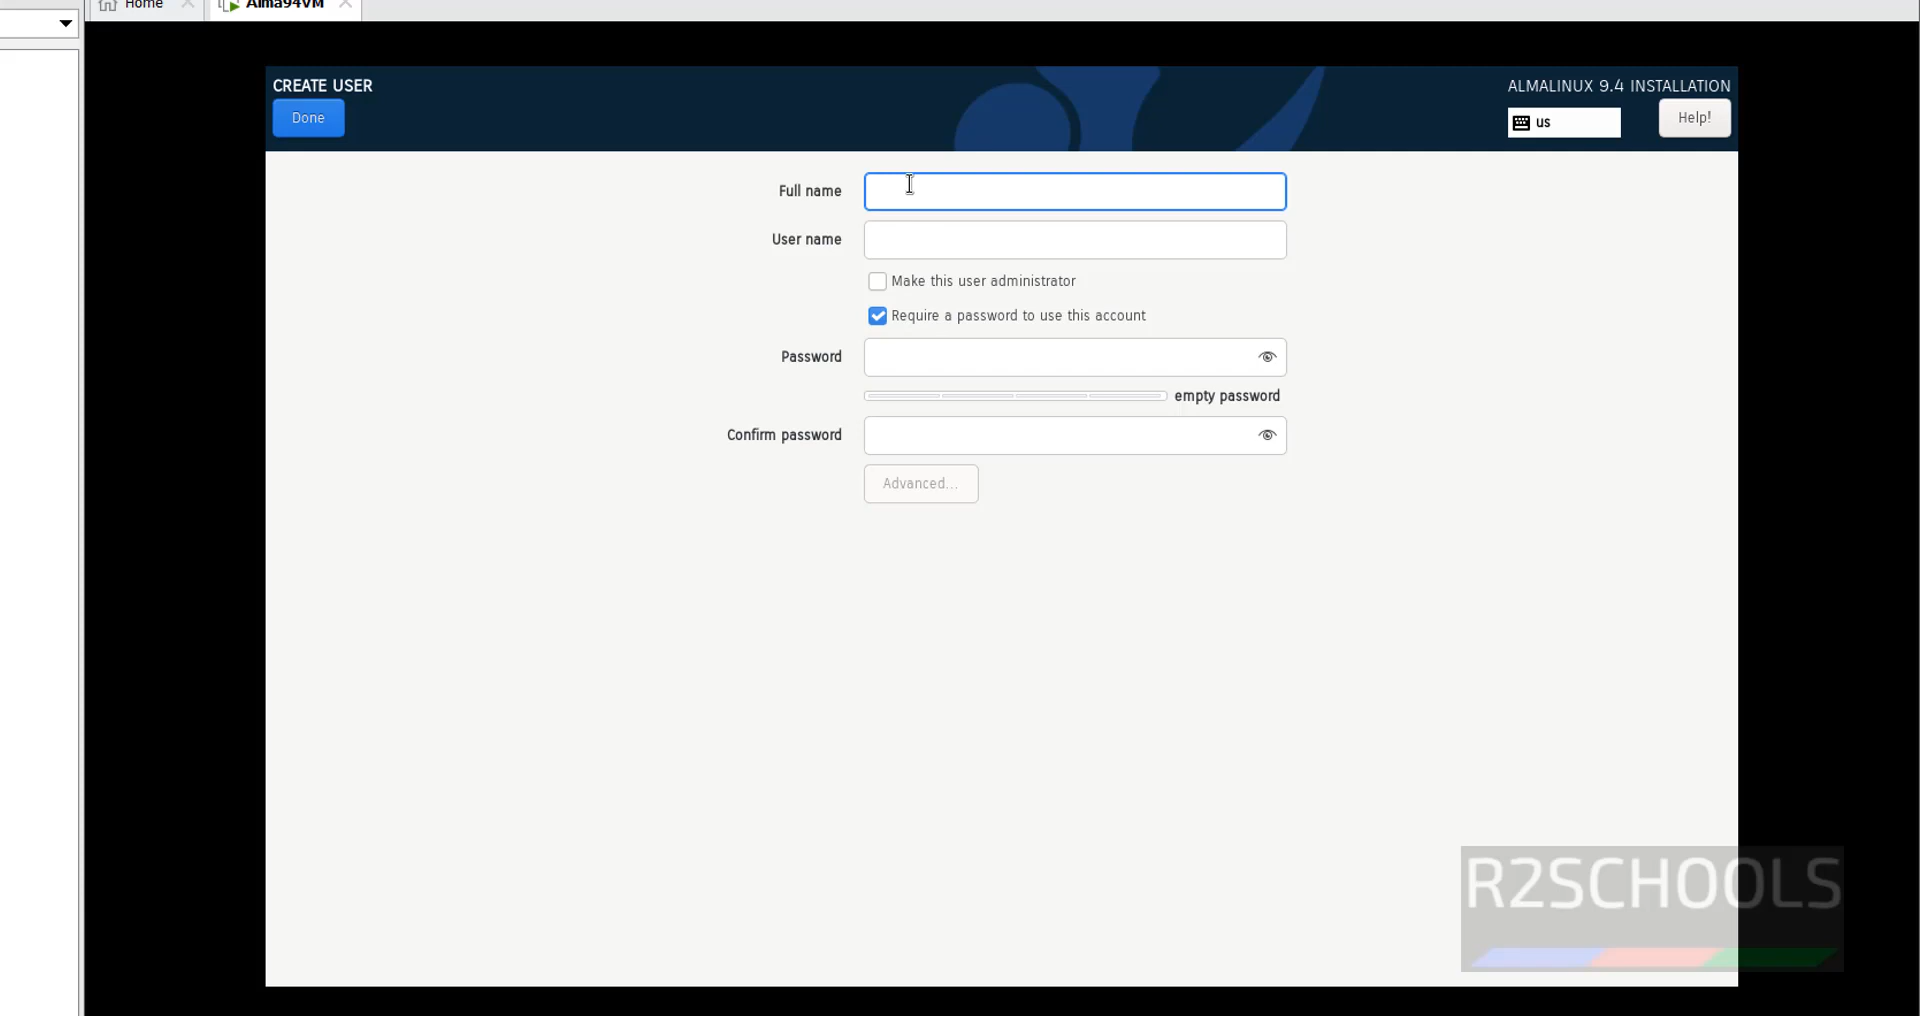 Home
Alma94VM
CREATE USER
ALMALINUX 9.4 INSTALLATION
Done
us
Help!
Full name
User name
Make this user administrator
Require a password to use this account
Password
empty password
Confirm password
Advanced...
R2SCHOOLS